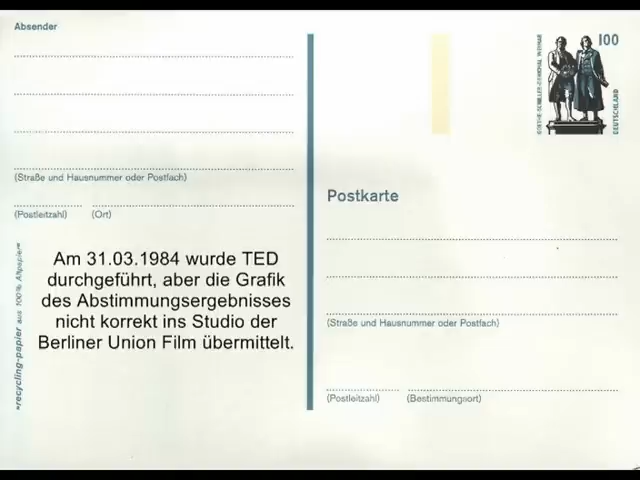 Absender
(Straße und Hausnummer oder Postfach)
(Postleitzahl) (Ort)
»recycling-papier aus 100% Altpapier«
Am 31.03.1984 wurde TED
durchgeführt, aber die Grafik
des Abstimmungsergebnisses
nicht korrekt ins Studio der
Berliner Union Film übermittelt.
GOETHE-SCHILLER-DENKMAL WEIMAR
100
DEUTSCHLAND
Postkarte
(Straße und Hausnummer oder Postfach)
(Postleitzahl) (Bestimmungsort)